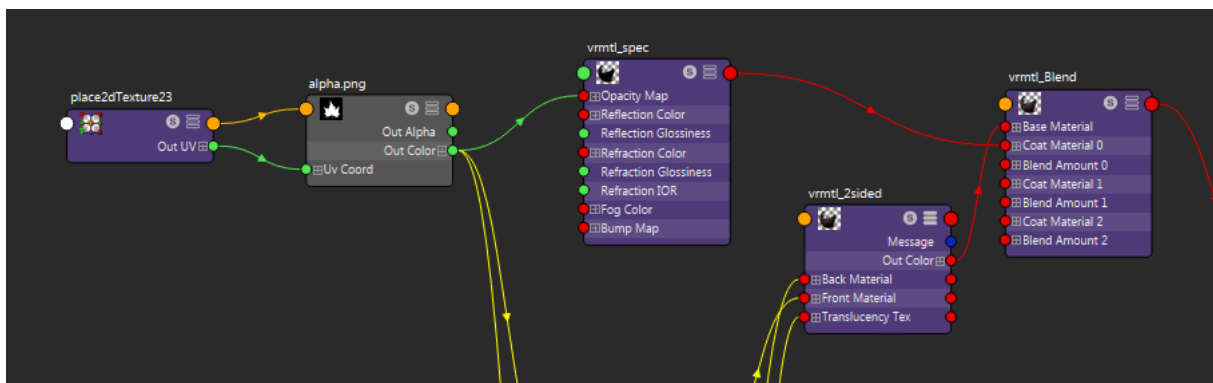 place2dTexture23
Out UV
alpha.png
Out Alpha
Out Color
Uv Coord
vrmtl_spec
Opacity Map
Reflection Color
Reflection Glossiness
Refraction Color
Refraction Glossiness
Refraction IOR
Fog Color
Bump Map
vrmtl_2sided
Message
Out Color
Back Material
Front Material
Translucency Tex
vrmtl_Blend
Base Material
Coat Material 0
Blend Amount 0
Coat Material 1
Blend Amount 1
Coat Material 2
Blend Amount 2